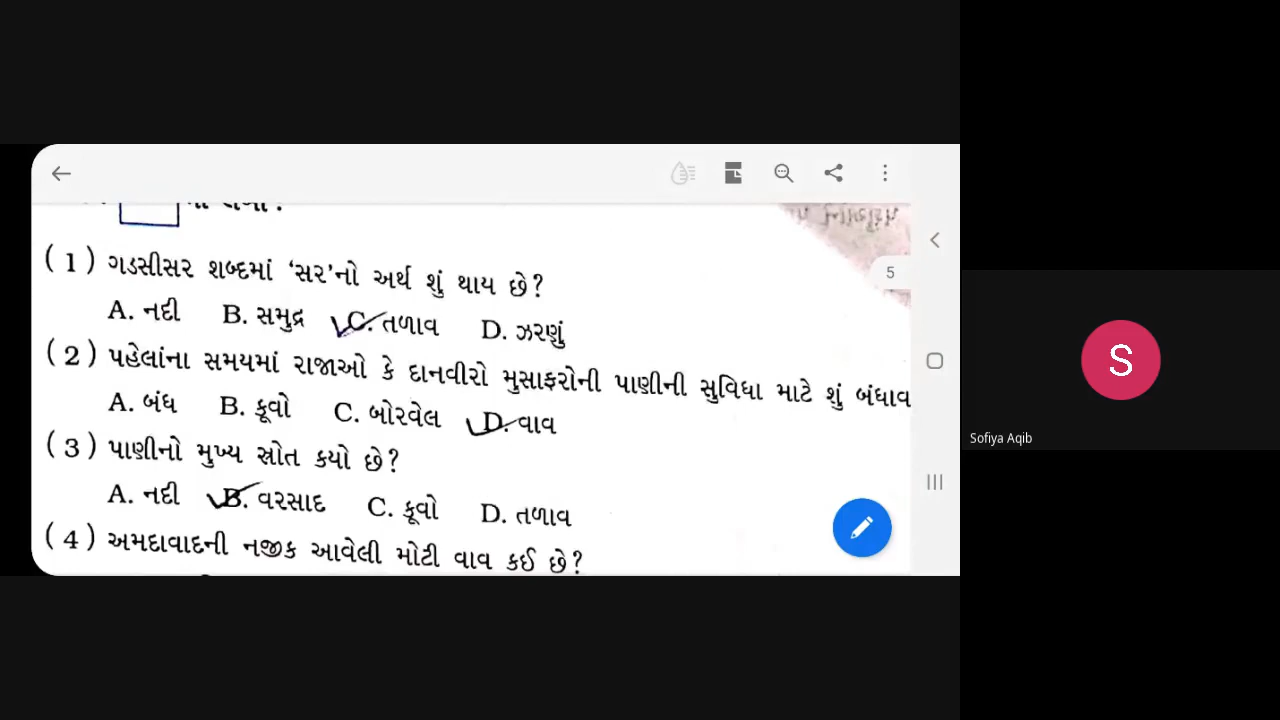 5
(1) ગડસીસર શબ્દમાં ‘સર’નો અર્થ શું થાય છે?
A. નદી B. સમુદ્ર C. તળાવ D. ઝરણું
(2) પહેલાંના સમયમાં રાજાઓ કે દાનવીરો મુસાફરોની પાણીની સુવિધા માટે શું બંધાવ
A. બંધ B. કૂવો C. બોરવેલ D. વાવ
(3) પાણીનો મુખ્ય સ્રોત કયો છે?
A. નદી B. વરસાદ C. કૂવો D. તળાવ
(4) અમદાવાદની નજીક આવેલી મોટી વાવ કઈ છે?
S
Sofiya Aqib